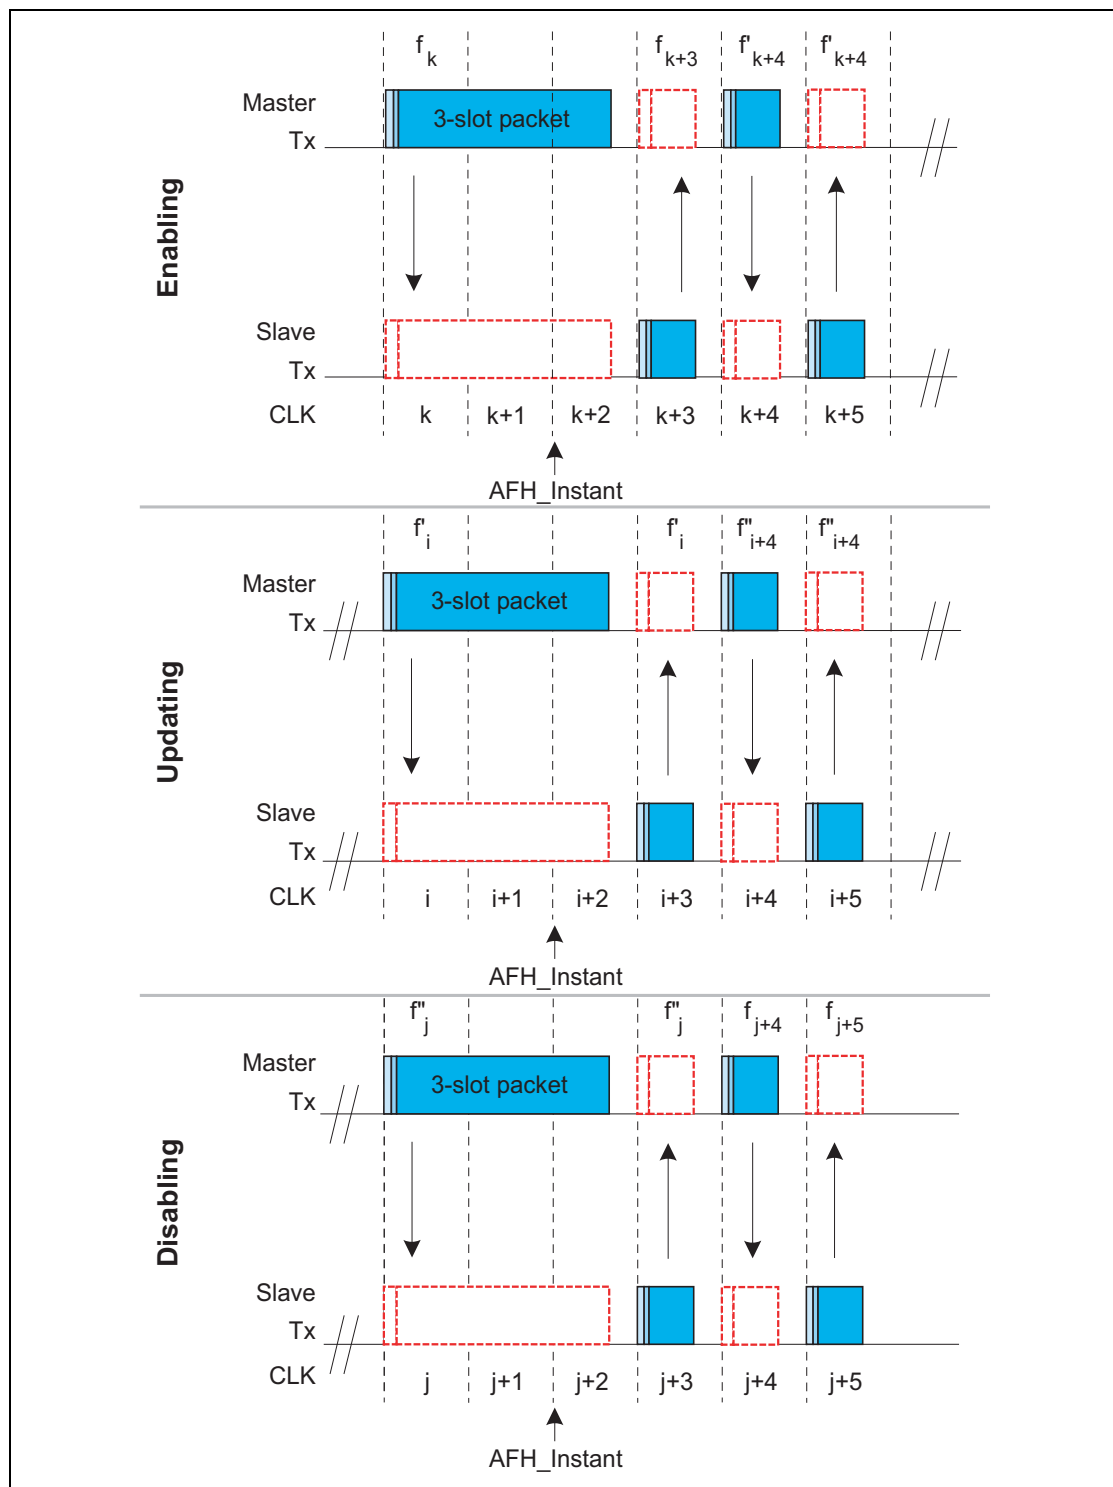 Enabling
f k f k+3 f' k+4 f' k+4
Master
Tx
3-slot packet
Slave
Tx
CLK k k+1 k+2 k+3 k+4 k+5
AFH_Instant
Updating
f' i f' i f" i+4 f" i+4
Master
Tx
3-slot packet
Slave
Tx
CLK i i+1 i+2 i+3 i+4 i+5
AFH_Instant
Disabling
f" j f" j f j+4 f j+5
Master
Tx
3-slot packet
Slave
Tx
CLK j j+1 j+2 j+3 j+4 j+5
AFH_Instant